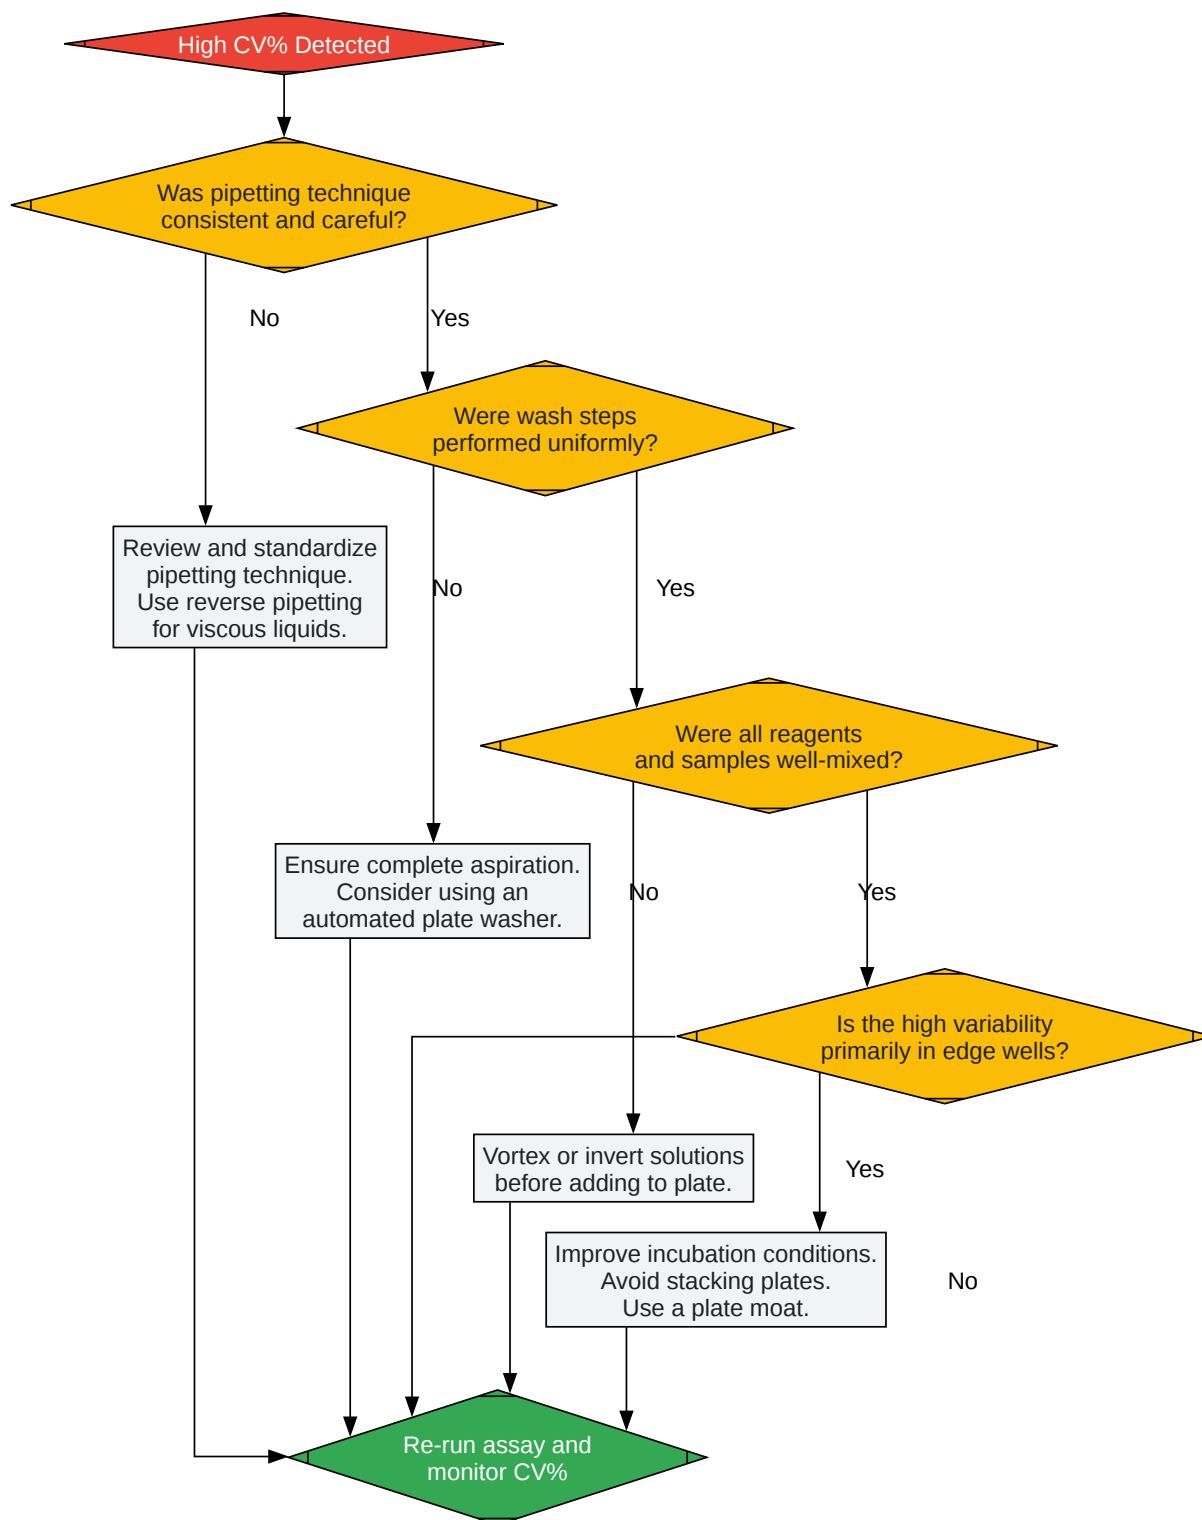 High CV% Detected
Was pipetting technique
consistent and careful?
No
Yes
Were wash steps
performed uniformly?
Review and standardize
pipetting technique.
Use reverse pipetting
for viscous liquids.
No
Yes
Were all reagents
and samples well-mixed?
Ensure complete aspiration.
Consider using an
automated plate washer.
No
Yes
Is the high variability
primarily in edge wells?
Vortex or invert solutions
before adding to plate.
Yes
Improve incubation conditions.
Avoid stacking plates.
Use a plate moat.
No
Re-run assay and
monitor CV%